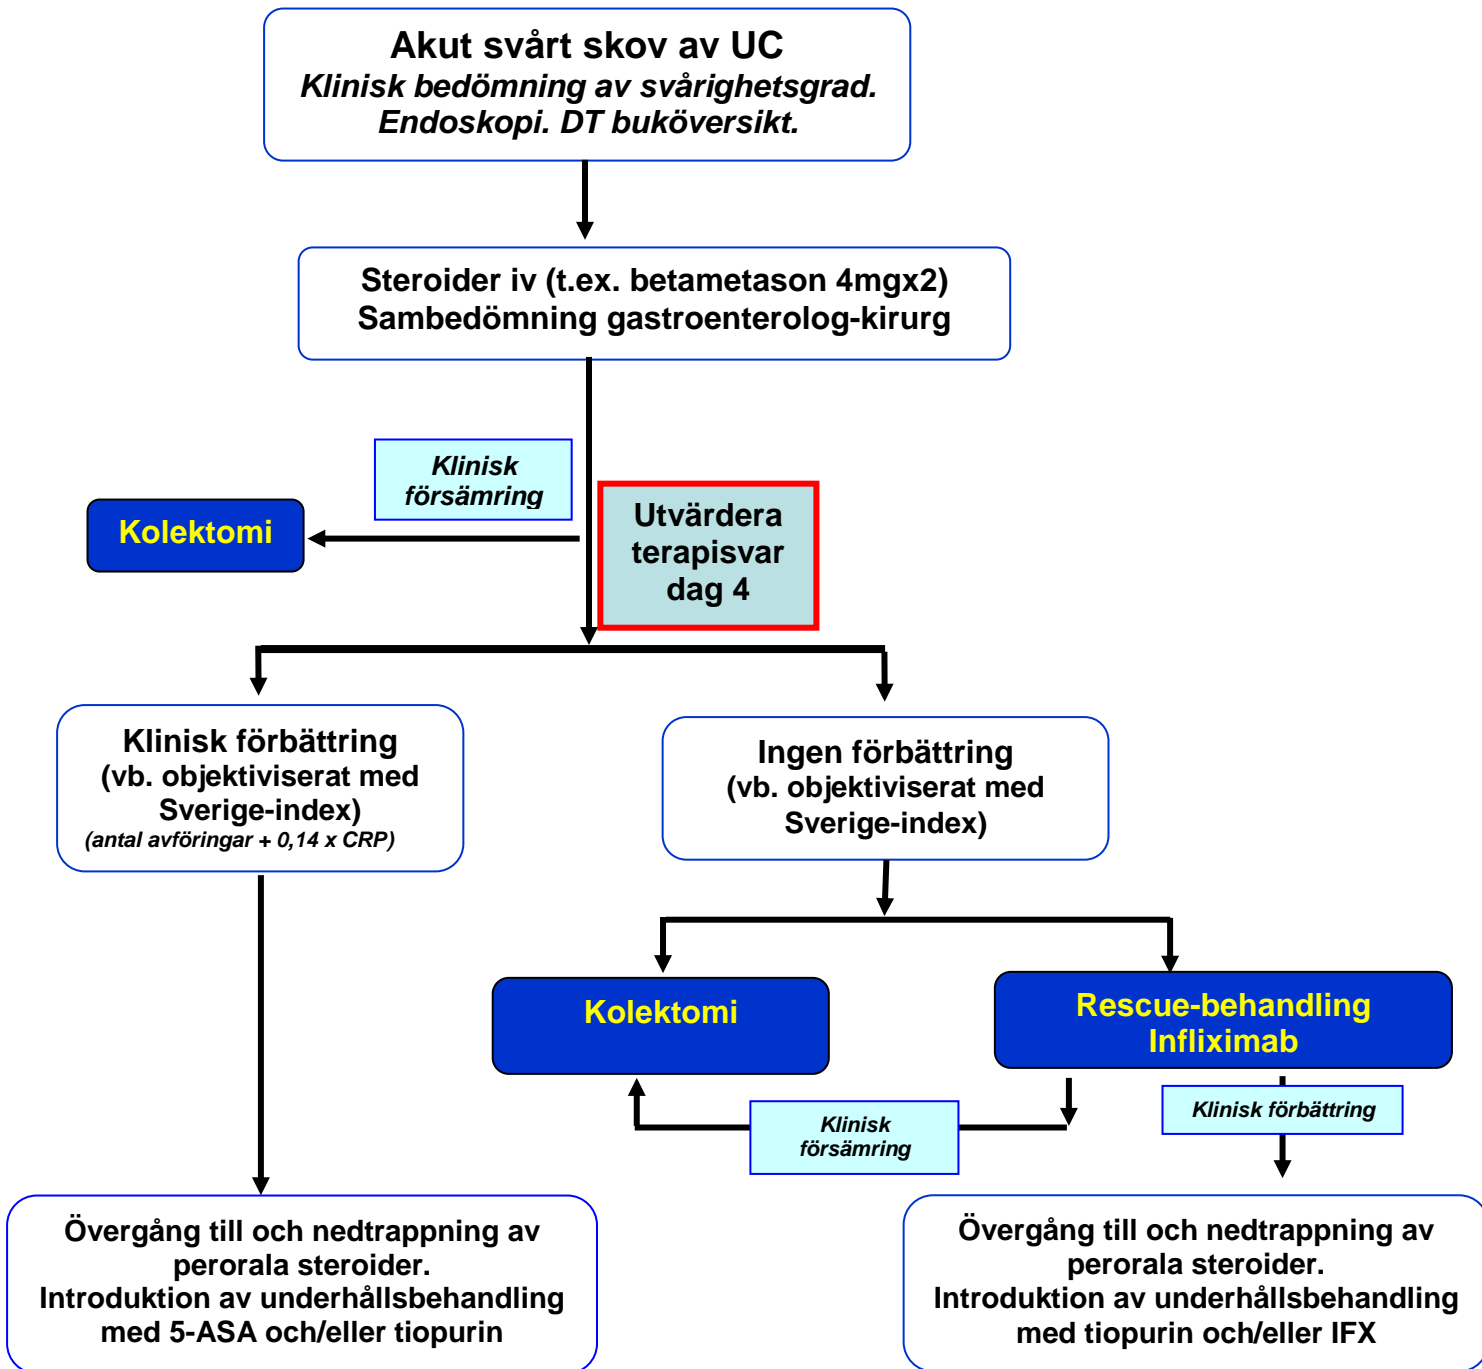 Akut svårt skov av UC
Klinisk bedömning av svårighetsgrad.
Endoskopi. DT buköversikt.
Steroider iv (t.ex. betametason 4mgx2)
Sambedömning gastroenterolog-kirurg
Klinisk
försämring
Kolektomi
Utvärdera
terapisvar
dag 4
Klinisk förbättring
(vb. objektiviserat med
Sverige-index)
(antal avföringar + 0,14 x CRP)
Ingen förbättring
(vb. objektiviserat med
Sverige-index)
Kolektomi
Rescue-behandling
Infliximab
Klinisk
försämring
Klinisk förbättring
Övergång till och nedtrappning av
perorala steroider.
Introduktion av underhållsbehandling
med 5-ASA och/eller tiopurin
Övergång till och nedtrappning av
perorala steroider.
Introduktion av underhållsbehandling
med tiopurin och/eller IFX